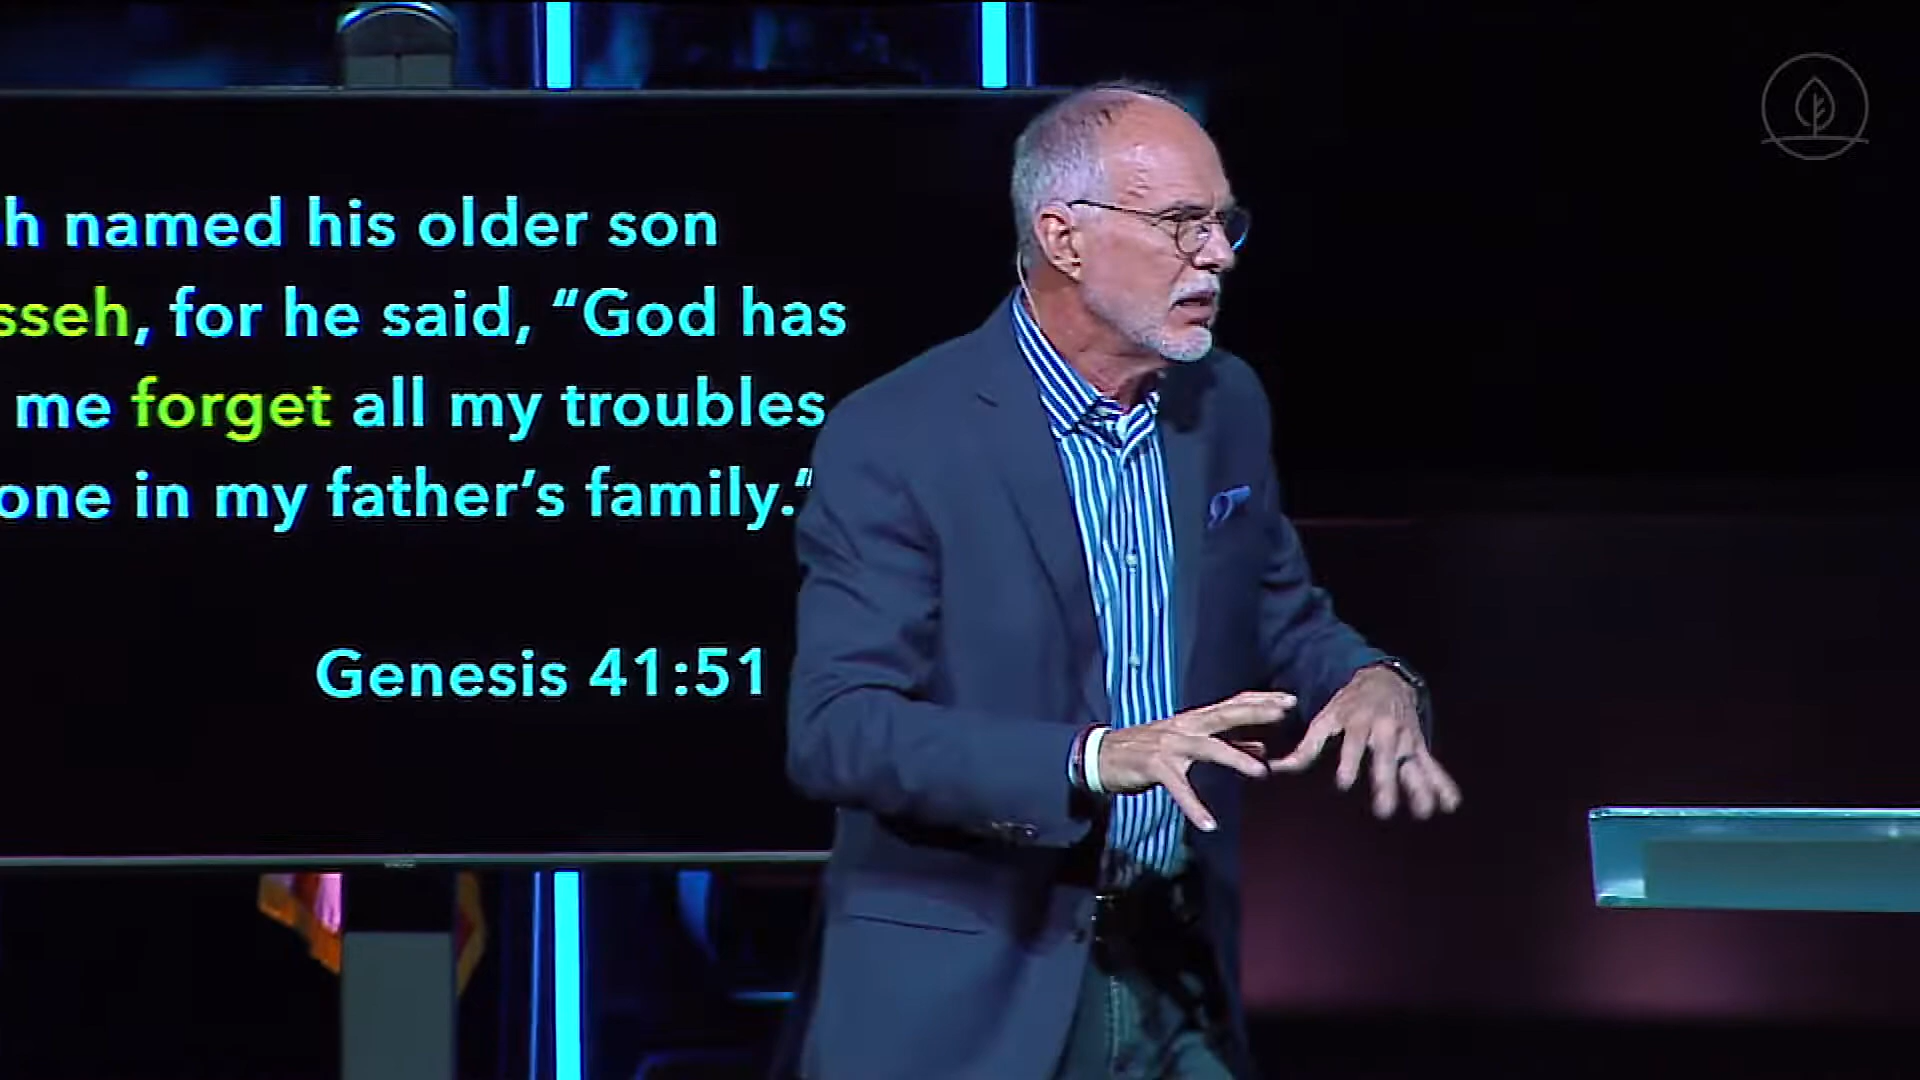 h named his older son
sseh, for he said, “God has
me forget all my troubles
one in my father’s family.”
Genesis 41:51